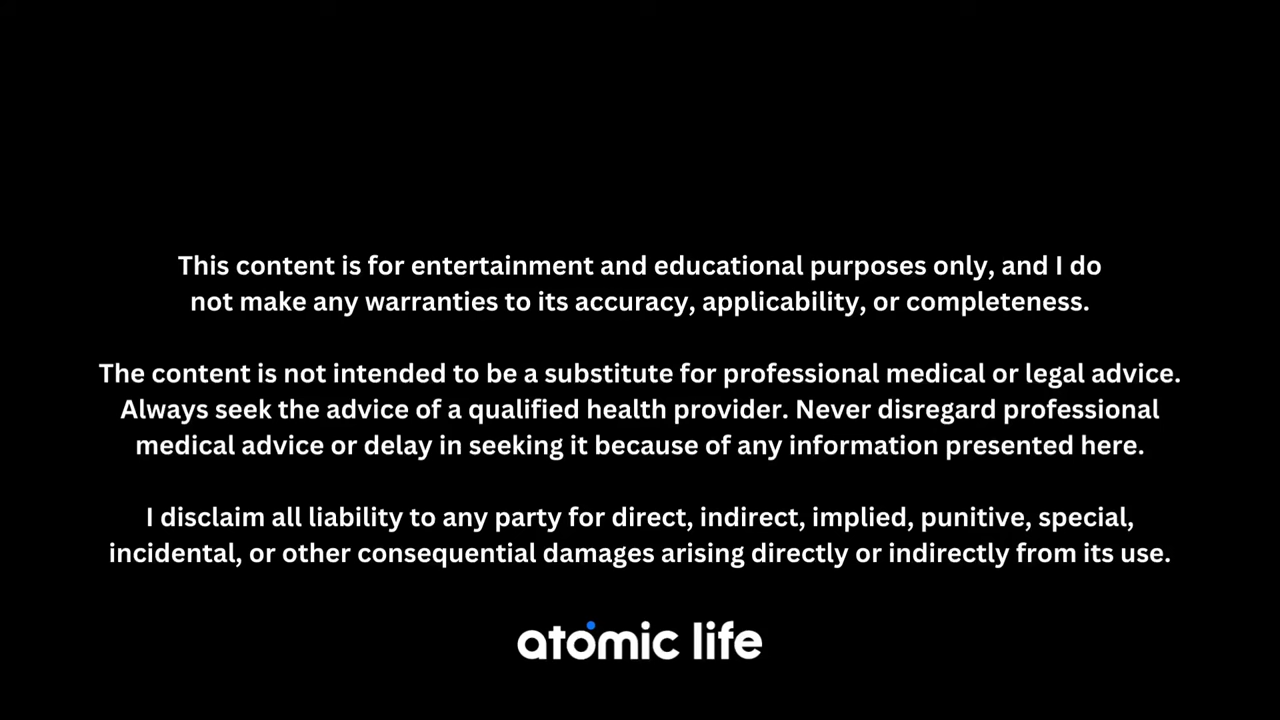 This content is for entertainment and educational purposes only, and I do
not make any warranties to its accuracy, applicability, or completeness.
The content is not intended to be a substitute for professional medical or legal advice.
Always seek the advice of a qualified health provider. Never disregard professional
medical advice or delay in seeking it because of any information presented here.
I disclaim all liability to any party for direct, indirect, implied, punitive, special,
incidental, or other consequential damages arising directly or indirectly from its use.
atomic life